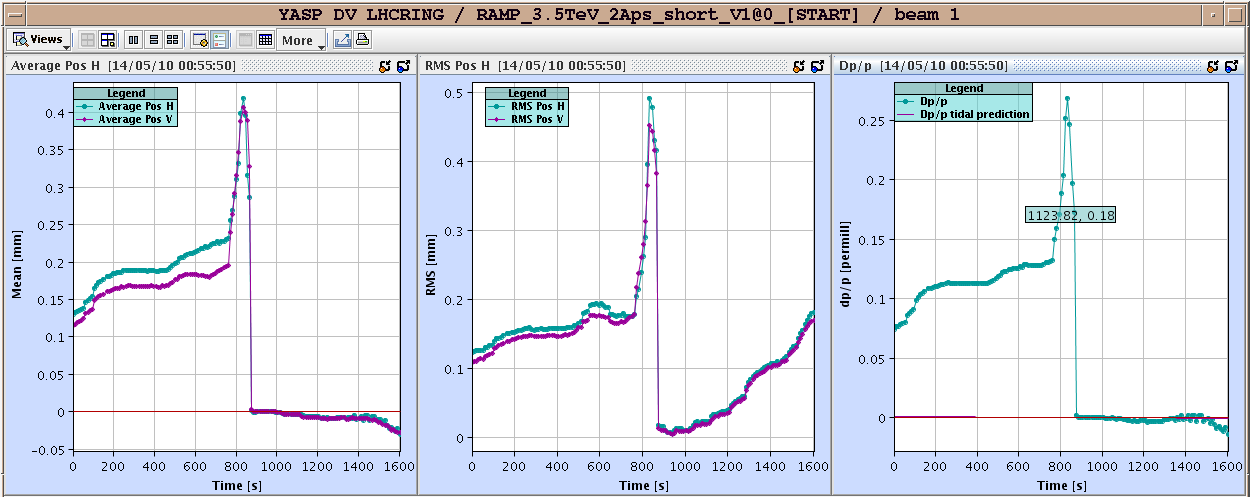 YASP DV LHCRING / RAMP_3.5TeV_2Aps_short_V1@0_[START] / beam 1
Views
More
Average Pos H [14/05/10 00:55:50]
Legend
Average Pos H
Average Pos V
Mean [mm]
0.4
0.35
0.3
0.25
0.2
0.15
0.1
0.05
0
-0.05
0 200 400 600 800 1000 1200 1400 1600
Time [s]
RMS Pos H [14/05/10 00:55:50]
Legend
RMS Pos H
RMS Pos V
RMS [mm]
0.5
0.4
0.3
0.2
0.1
0
0 200 400 600 800 1000 1200 1400 1600
Time [s]
Dp/p [14/05/10 00:55:50]
Legend
Dp/p
Dp/p tidal prediction
1123.82, 0.18
dp/p [permill]
0.25
0.2
0.15
0.1
0.05
0
0 200 400 600 800 1000 1200 1400 1600
Time [s]